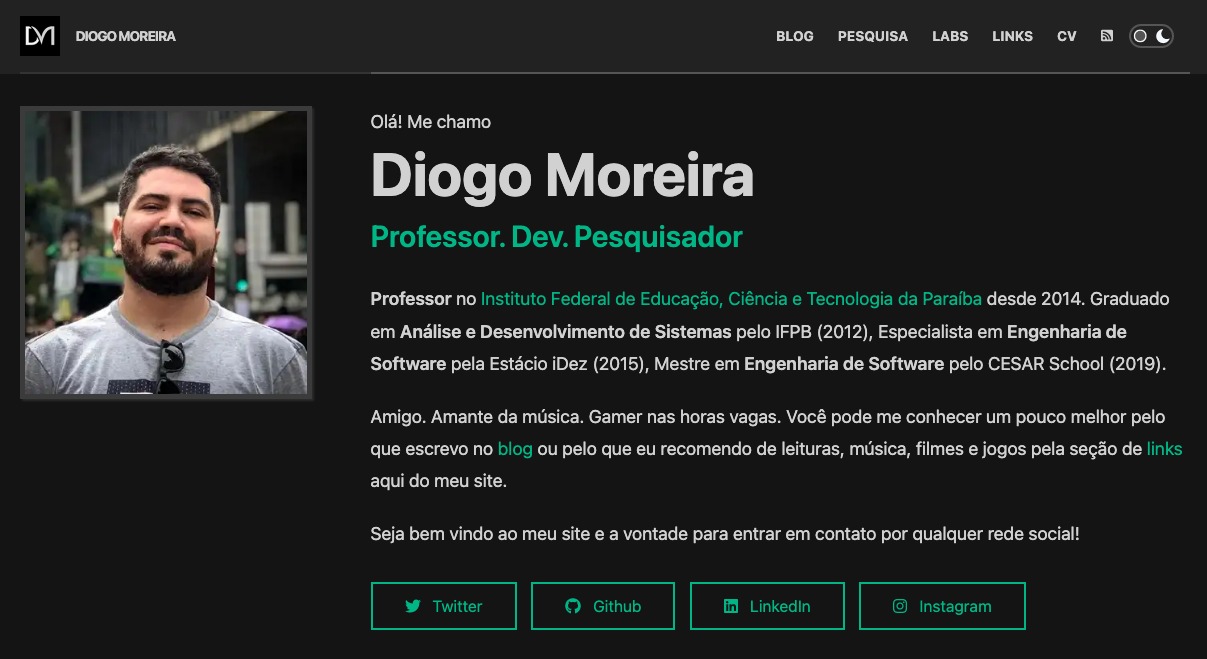 DM DIOGO MOREIRA BLOG PESQUISA LABS LINKS CV
Olá! Me chamo
Diogo Moreira
Professor. Dev. Pesquisador
Professor no Instituto Federal de Educação, Ciência e Tecnologia da Paraíba desde 2014. Graduado
em Análise e Desenvolvimento de Sistemas pelo IFPB (2012), Especialista em Engenharia de
Software pela Estácio iDez (2015), Mestre em Engenharia de Software pelo CESAR School (2019).
Amigo. Amante da música. Gamer nas horas vagas. Você pode me conhecer um pouco melhor pelo
que escrevo no blog ou pelo que eu recomendo de leituras, música, filmes e jogos pela seção de links
aqui do meu site.
Seja bem vindo ao meu site e a vontade para entrar em contato por qualquer rede social!
Twitter Github LinkedIn Instagram